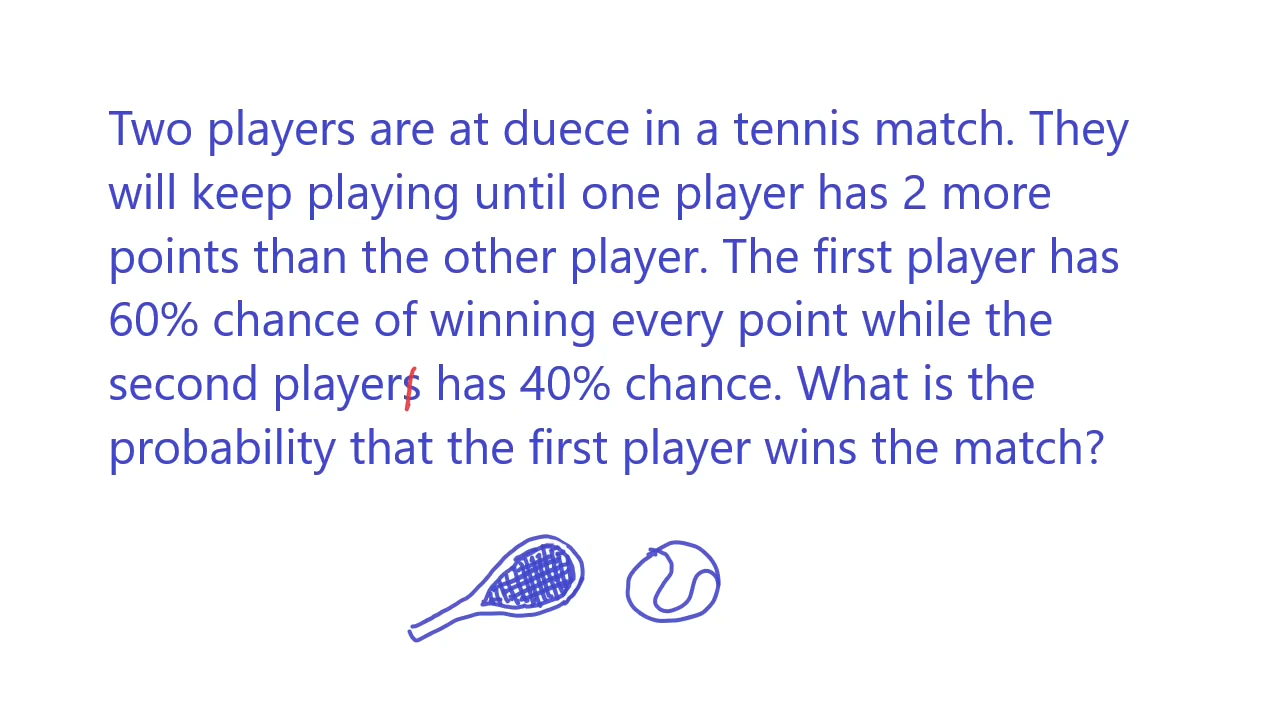 Two players are at duece in a tennis match. They
will keep playing until one player has 2 more
points than the other player. The first player has
60% chance of winning every point while the
second players has 40% chance. What is the
probability that the first player wins the match?